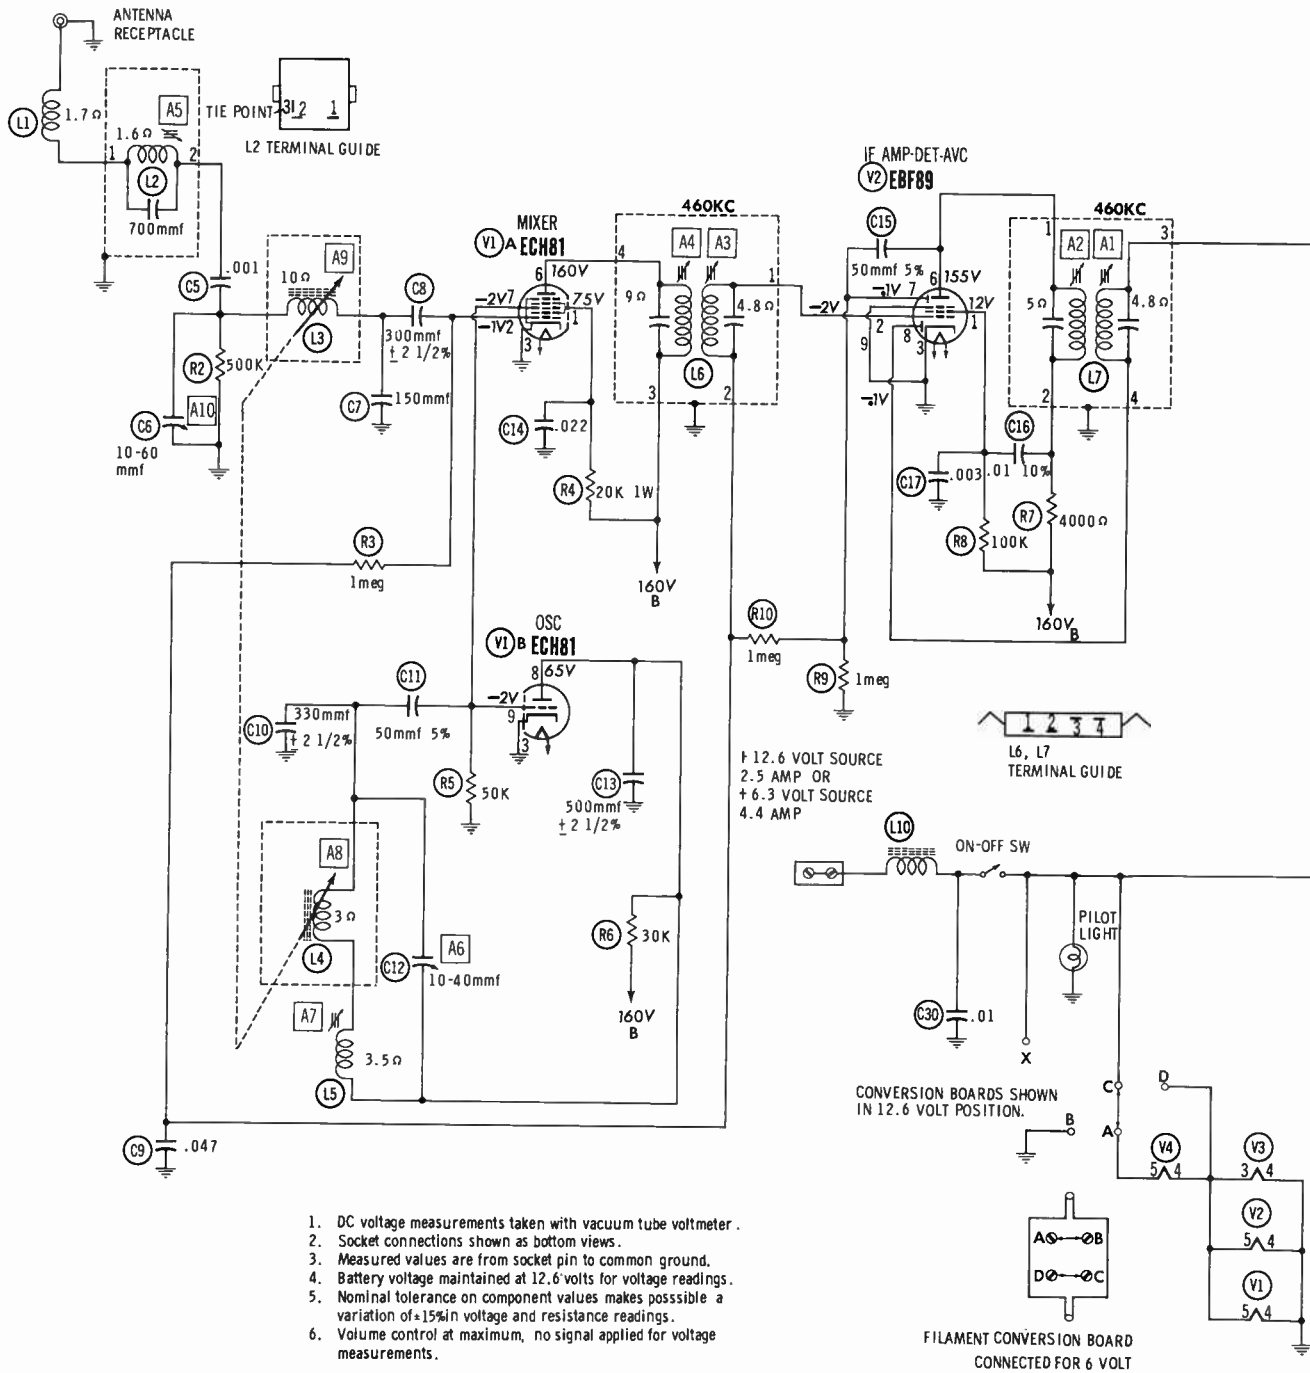 ANTENNA
RECEPTACLE
L1
1.7Ω
A5
1.6Ω
1
2
L2
700mmf
TIE POINT
3
2
1
L2 TERMINAL GUIDE
C5
.001
A9
10Ω
L3
R2
500K
C6
A10
10-60
mmf
C8
300mmf
± 2 1/2%
C7
150mmf
MIXER
V1 A ECH81
6
160V
-2V 7
75V
-1V 2
1
3
C14
.022
R4
20K 1W
460KC
4
A4
A3
9Ω
4.8Ω
1
L6
3
2
160V
B
R3
1meg
IF AMP-DET-AVC
V2 EBF89
C15
50mmf 5%
6
155V
-.1V
7
12V
-2V
2
1
8
3
9
-.1V
460KC
1
A2
A1
3
5Ω
4.8Ω
L7
2
4
C16
.01 10%
C17
.003
R8
100K
R7
4000Ω
160V
B
R10
1meg
R9
1meg
OSC
V1 B ECH81
8
65V
-2V
9
3
C11
50mmf 5%
C10
330mmf
± 2 1/2%
R5
50K
C13
500mmf
± 2 1/2%
A8
3Ω
L4
C12
A6
10-40mmf
A7
3.5Ω
L5
R6
30K
160V
B
C9
.047
1 2 3 4
L6, L7
TERMINAL GUIDE
+ 12.6 VOLT SOURCE
2.5 AMP OR
+ 6.3 VOLT SOURCE
4.4 AMP
L10
ON-OFF SW
PILOT
LIGHT
C30
.01
X
CONVERSION BOARDS SHOWN
IN 12.6 VOLT POSITION.
C
D
B
A
V4
5 4
V3
3 4
V2
5 4
V1
5 4
A B
D C
FILAMENT CONVERSION BOARD
CONNECTED FOR 6 VOLT
1. DC voltage measurements taken with vacuum tube voltmeter.
2. Socket connections shown as bottom views.
3. Measured values are from socket pin to common ground.
4. Battery voltage maintained at 12.6 volts for voltage readings.
5. Nominal tolerance on component values makes posssible a
variation of ±15% in voltage and resistance readings.
6. Volume control at maximum, no signal applied for voltage
measurements.